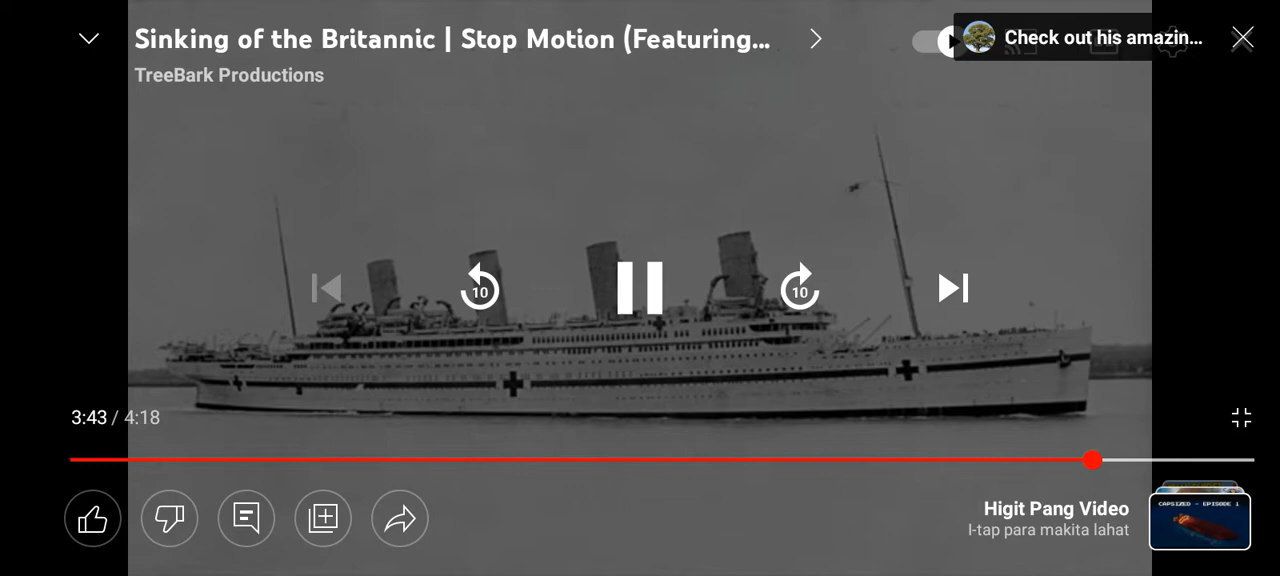 Sinking of the Britannic | Stop Motion (Featuring...
Check out his amazin...
TreeBark Productions
10
10
3:43 / 4:18
Higit Pang Video
I-tap para makita lahat
CAPSIZED - EPISODE 1